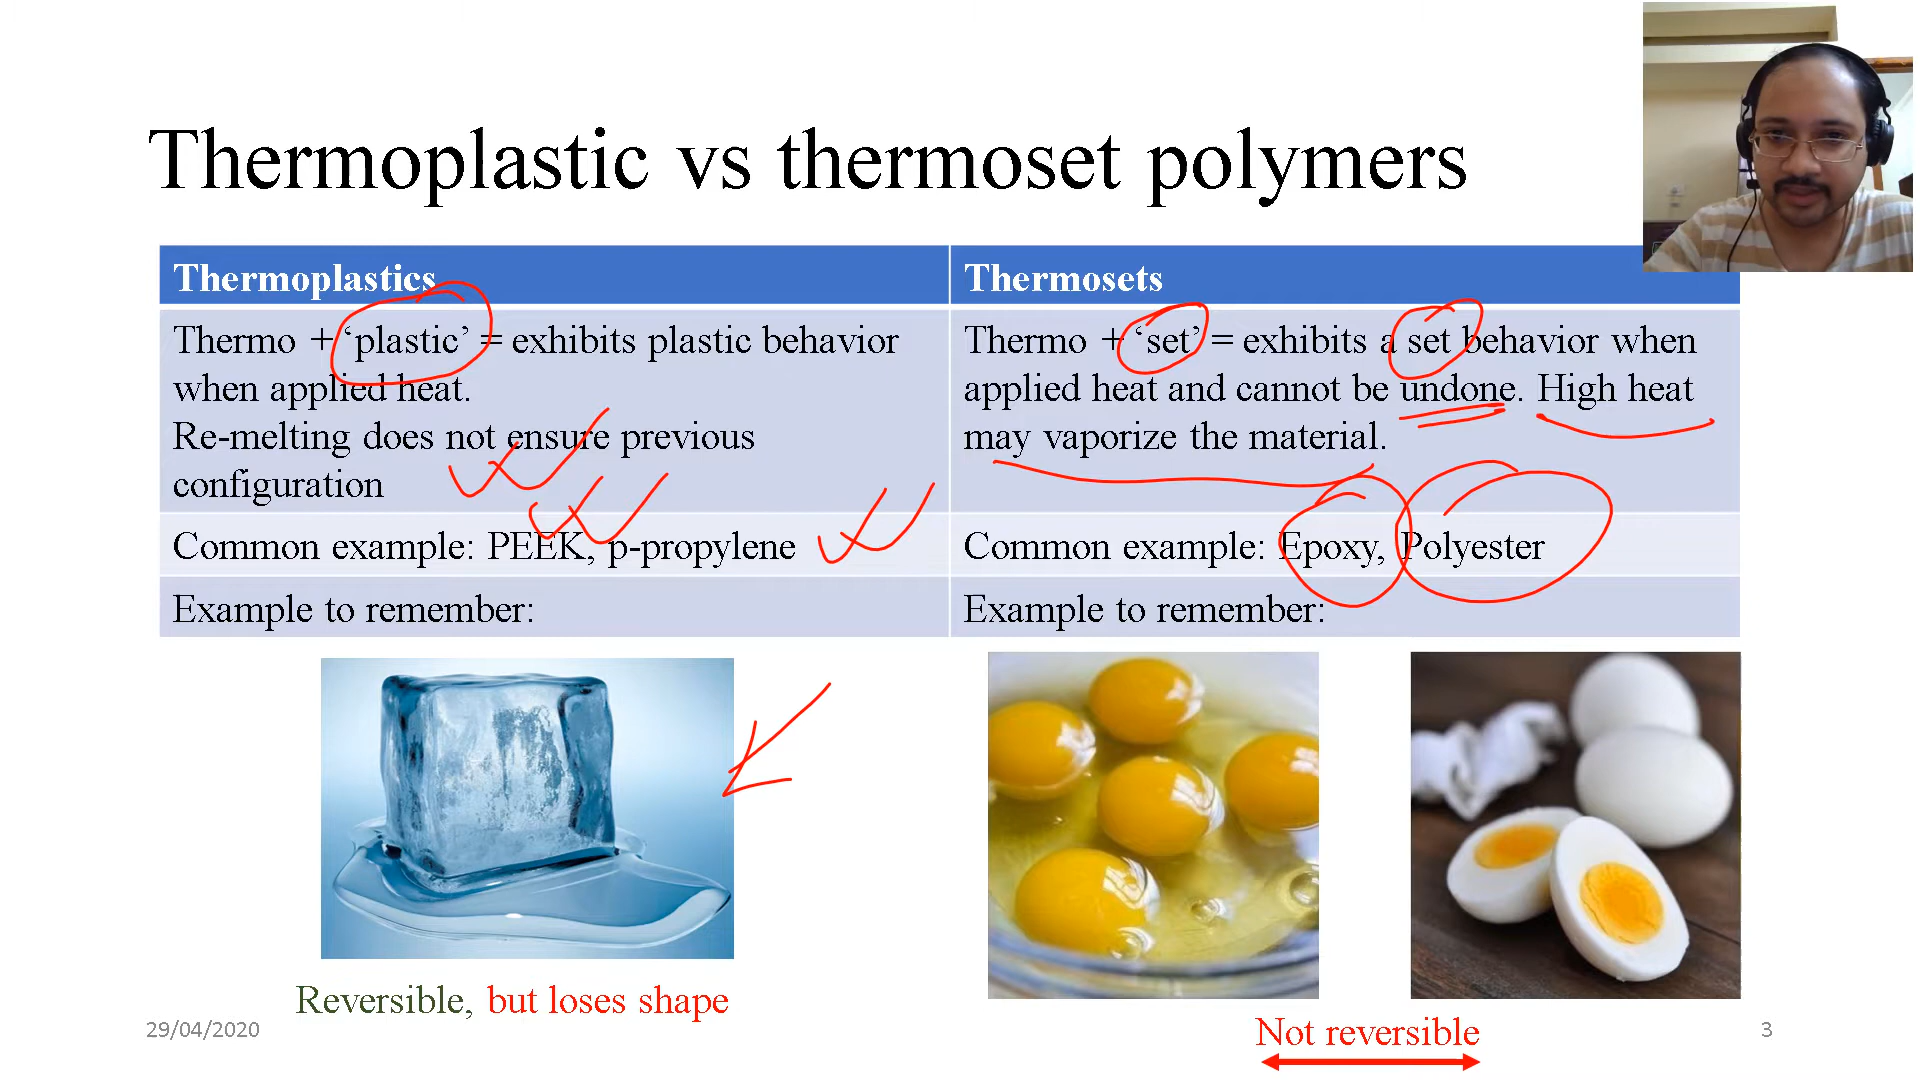 Thermoplastic vs thermoset polymers
Thermoplastics
Thermo + ‘plastic’ = exhibits plastic behavior
when applied heat.
Re-melting does not ensure previous
configuration
Common example: PEEK, p-propylene
Example to remember:
Thermosets
Thermo + ‘set’ = exhibits a set behavior when
applied heat and cannot be undone. High heat
may vaporize the material.
Common example: Epoxy, Polyester
Example to remember:
Reversible, but loses shape
Not reversible
29/04/2020
3